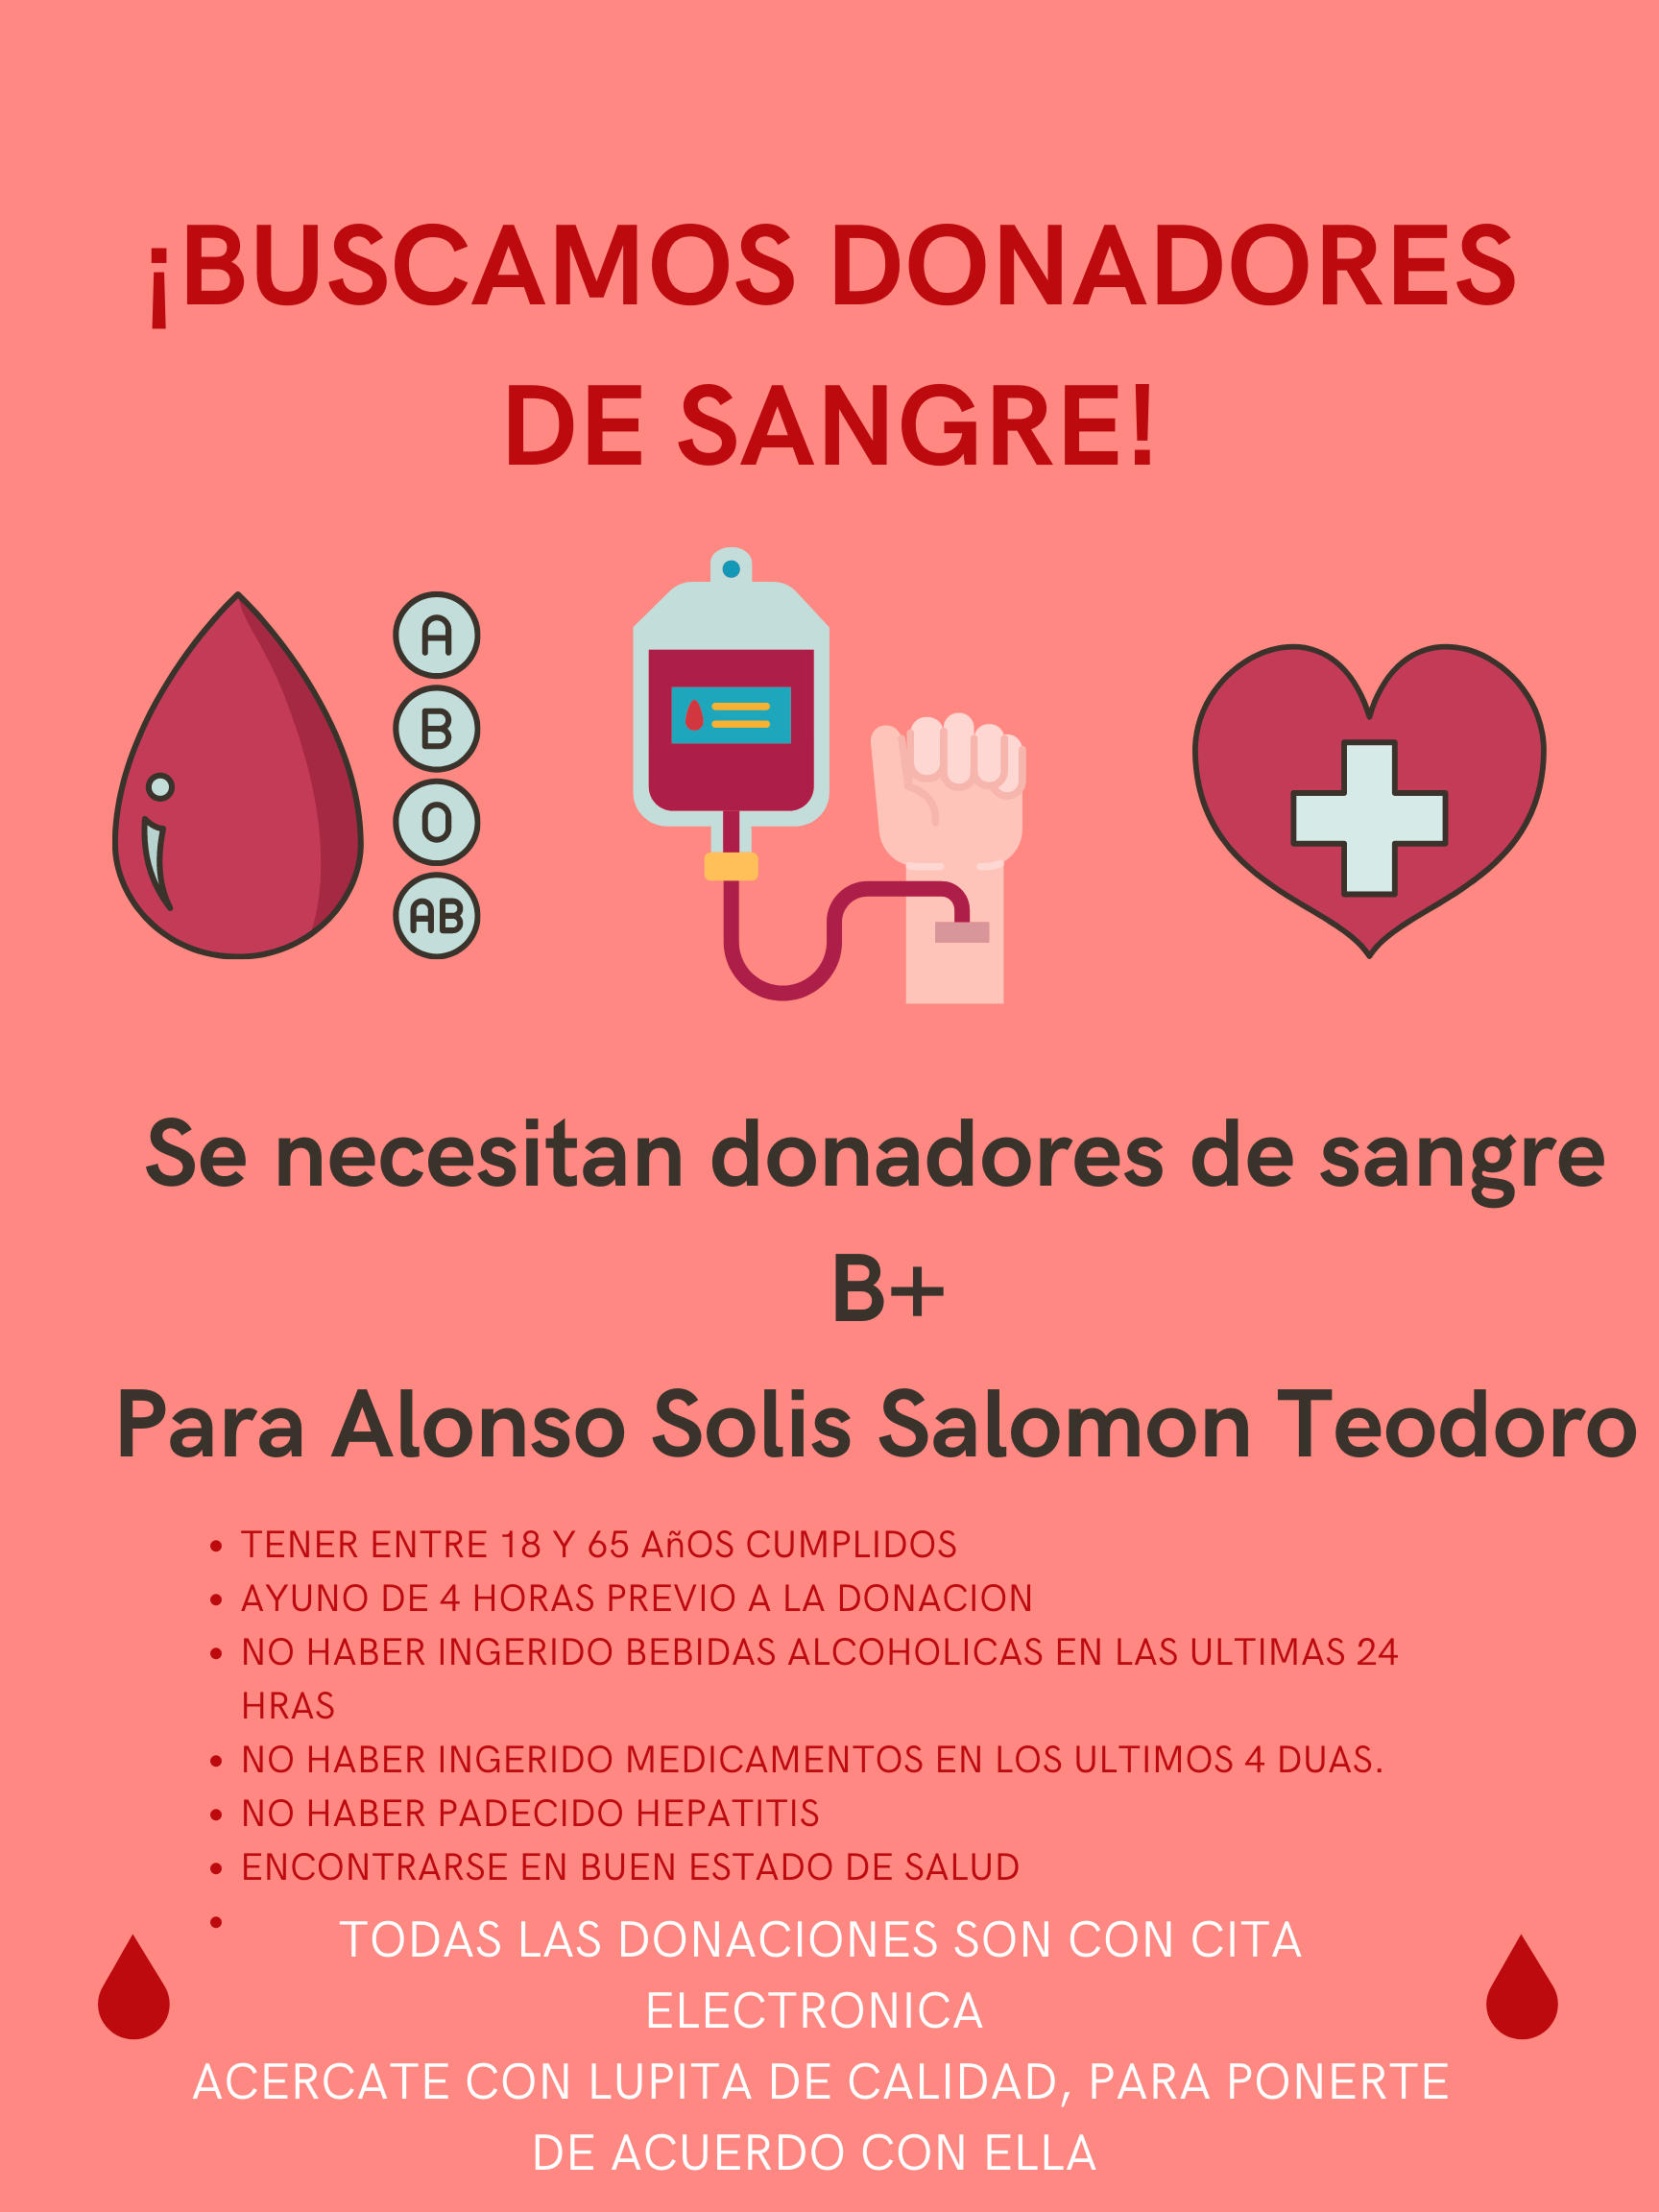 ¡BUSCAMOS DONADORES
DE SANGRE!
A
B
O
AB
Se necesitan donadores de sangre
B+
Para Alonso Solis Salomon Teodoro
• TENER ENTRE 18 Y 65 AñOS CUMPLIDOS
• AYUNO DE 4 HORAS PREVIO A LA DONACION
• NO HABER INGERIDO BEBIDAS ALCOHOLICAS EN LAS ULTIMAS 24
HRAS
• NO HABER INGERIDO MEDICAMENTOS EN LOS ULTIMOS 4 DUAS.
• NO HABER PADECIDO HEPATITIS
• ENCONTRARSE EN BUEN ESTADO DE SALUD
•
TODAS LAS DONACIONES SON CON CITA
ELECTRONICA
ACERCATE CON LUPITA DE CALIDAD, PARA PONERTE
DE ACUERDO CON ELLA